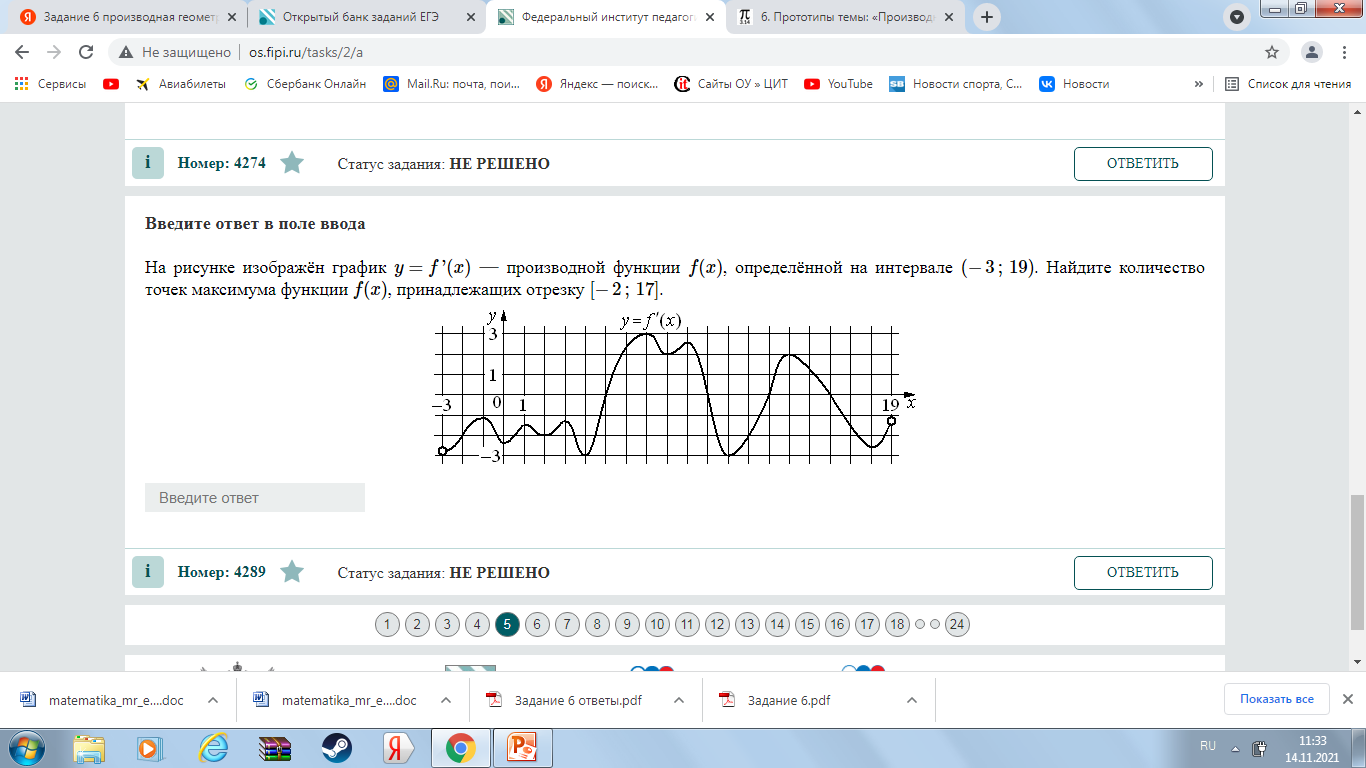 Задание 6 производная геометр
Открытый банк заданий ЕГЭ
Федеральный институт педагог
6. Прототипы темы: «Производн
Не защищено
os.fipi.ru/tasks/2/a
Сервисы
Авиабилеты
Сбербанк Онлайн
Mail.Ru: почта, пои...
Яндекс — поиск...
Сайты ОУ » ЦИТ
YouTube
Новости спорта, С...
Новости
»
Список для чтения
i Номер: 4274
Статус задания: НЕ РЕШЕНО
ОТВЕТИТЬ
Введите ответ в поле ввода
На рисунке изображён график y = f ’(x) — производной функции f(x), определённой на интервале (−3 ; 19). Найдите количество
точек максимума функции f(x), принадлежащих отрезку [−2 ; 17].
y
y = f ′(x)
3
1
−3
0
1
19
x
−3
Введите ответ
i Номер: 4289
Статус задания: НЕ РЕШЕНО
ОТВЕТИТЬ
1 2 3 4 5 6 7 8 9 10 11 12 13 14 15 16 17 18 24
matematika_mr_e....doc
matematika_mr_e....doc
Задание 6 ответы.pdf
Задание 6.pdf
Показать все
RU
11:33
14.11.2021